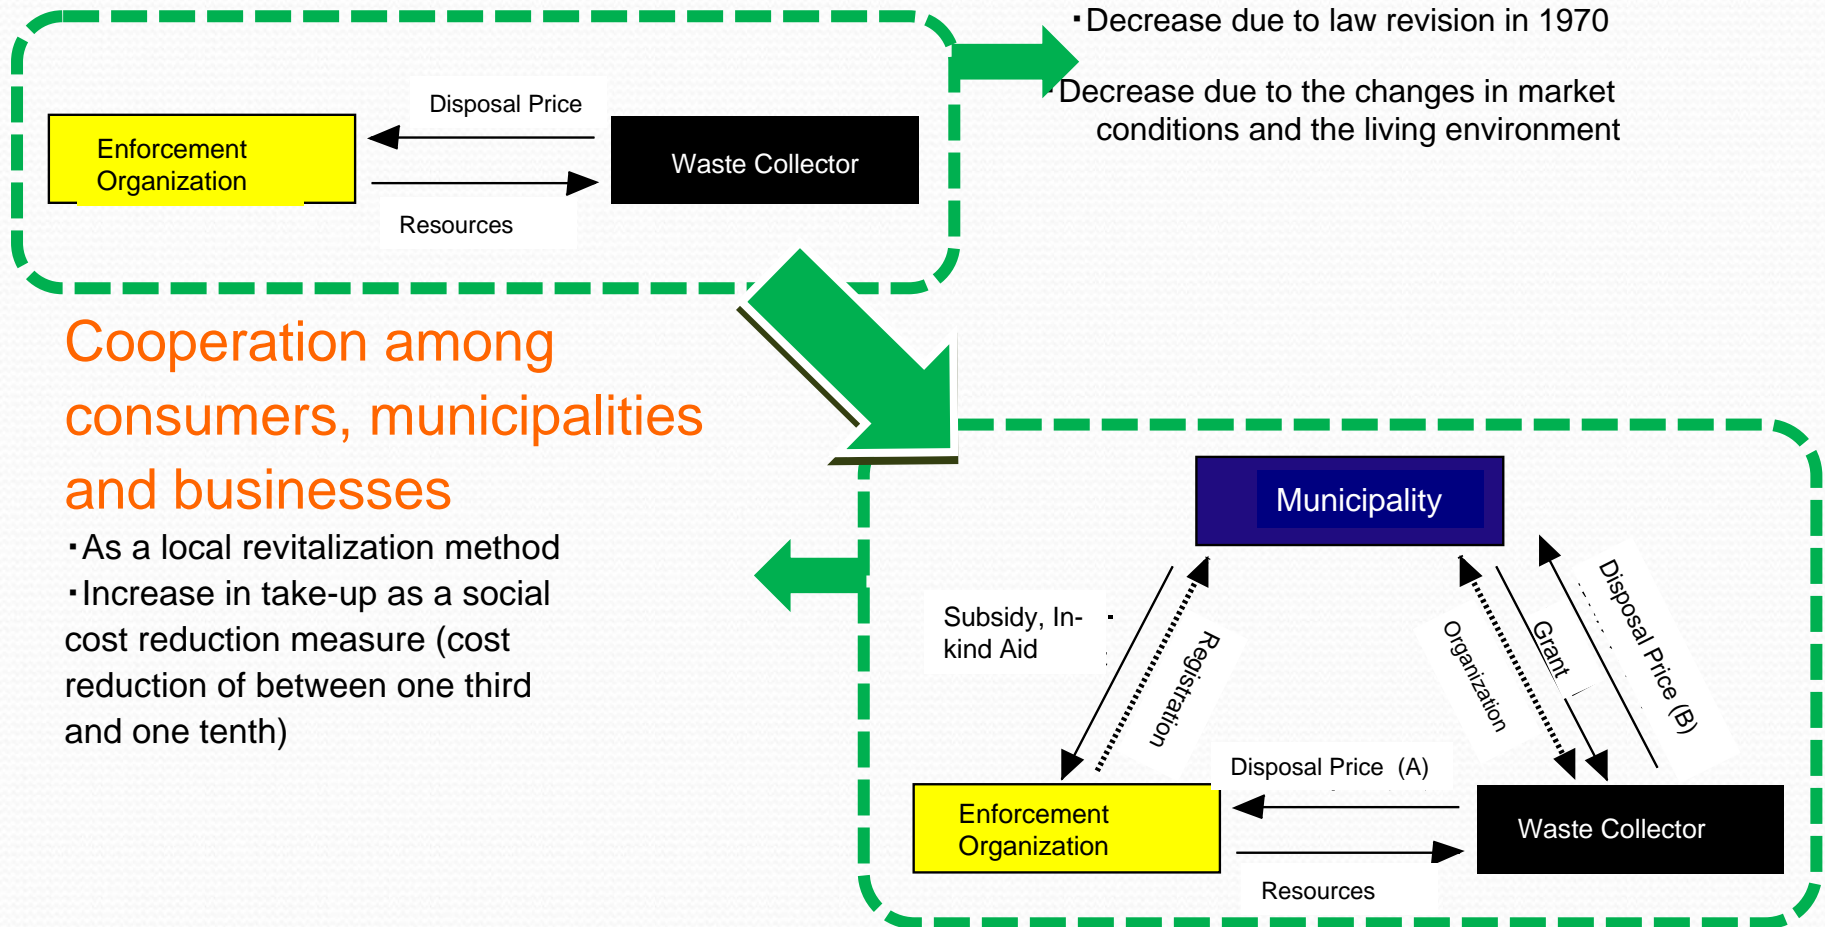 ・Decrease due to law revision in 1970
・Decrease due to the changes in market
conditions and the living environment
Disposal Price
Enforcement
Organization
Waste Collector
Resources
Cooperation among
consumers, municipalities
and businesses
・As a local revitalization method
・Increase in take-up as a social
cost reduction measure (cost
reduction of between one third
and one tenth)
Municipality
Subsidy, In-
kind Aid
Registration
Organization
Grant
Disposal Price (B)
Disposal Price (A)
Enforcement
Organization
Waste Collector
Resources